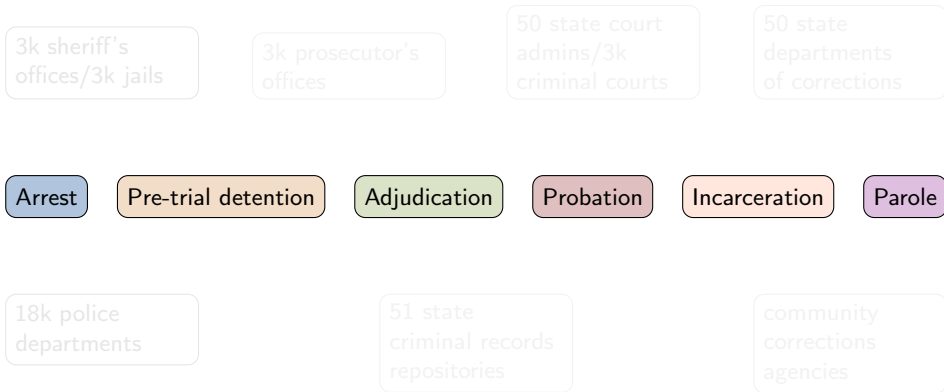 3k sheriff's
offices/3k jails
3k prosecutor's
offices
50 state court
admins/3k
criminal courts
50 state
departments
of corrections
Arrest
Pre-trial detention
Adjudication
Probation
Incarceration
Parole
18k police
departments
51 state
criminal records
repositories
community
corrections
agencies